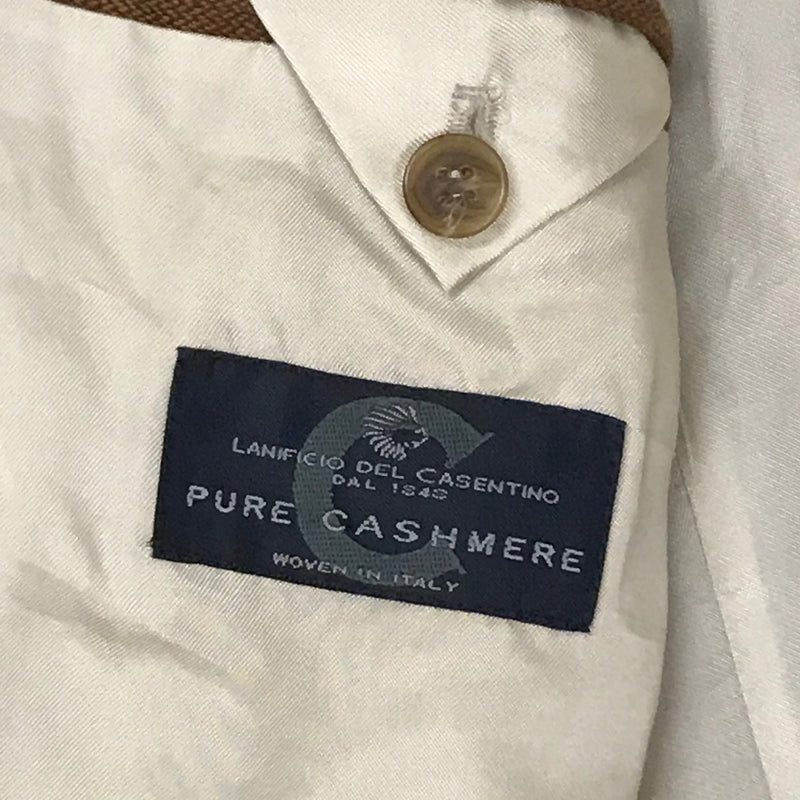 C
LANIFICIO DEL CASENTINO
DAL 1848
PURE CASHMERE
WOVEN IN ITALY